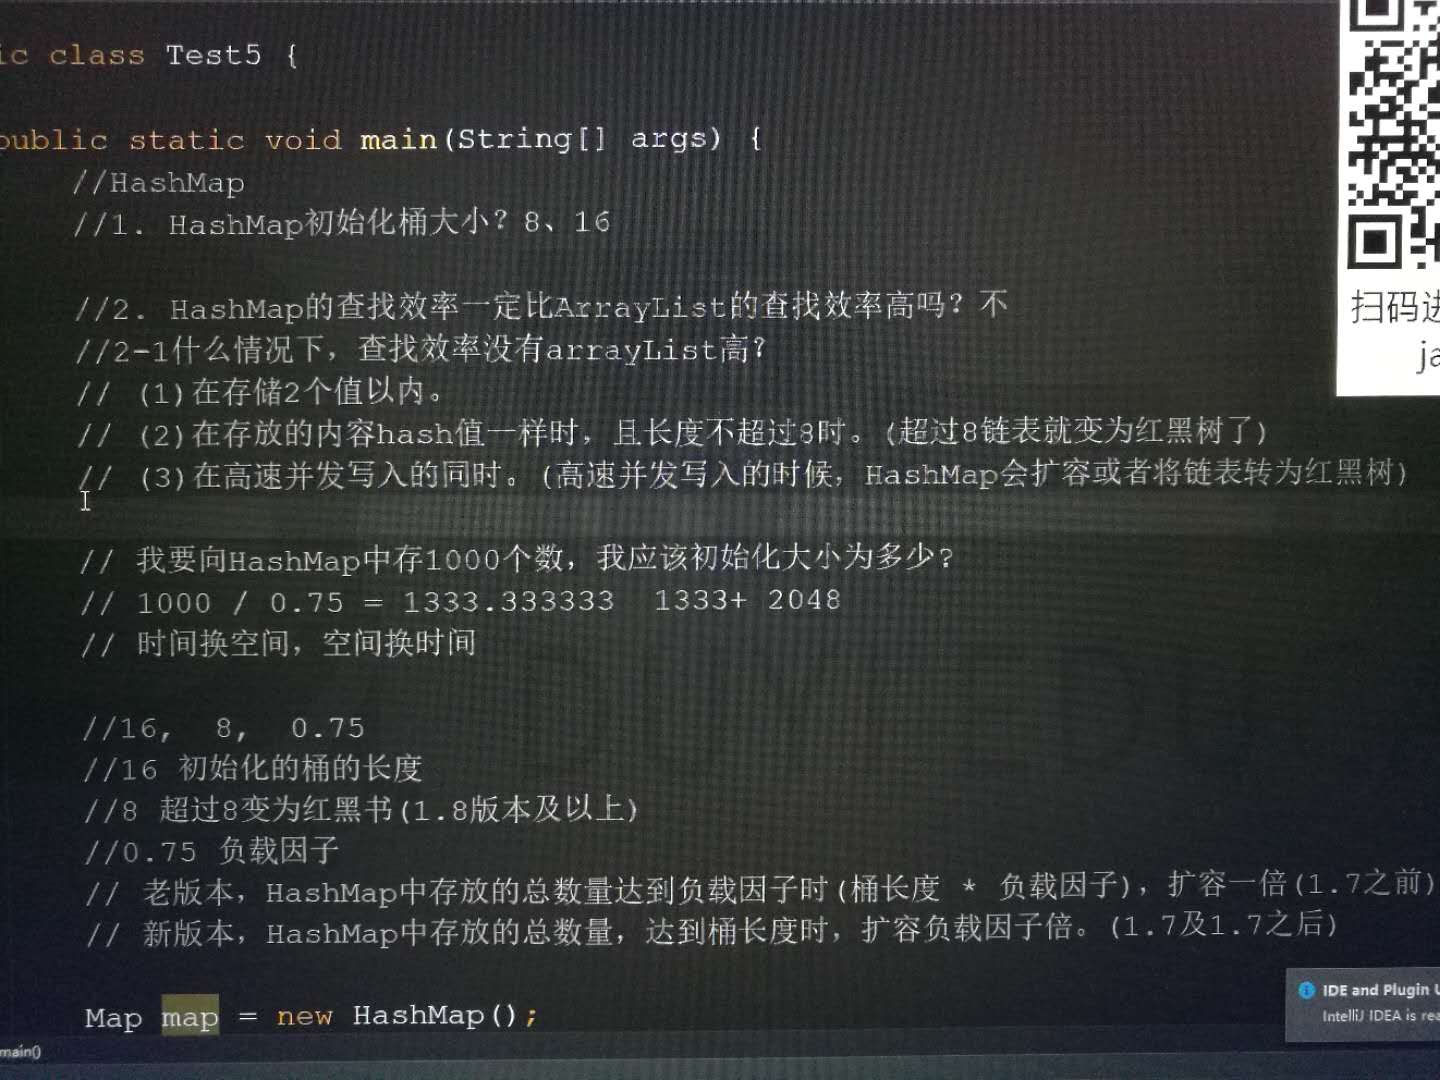 ic class Test5 {
public static void main(String[] args) {
//HashMap
//1. HashMap初始化桶大小？8、16
//2. HashMap的查找效率一定比ArrayList的查找效率高吗？不
//2-1什么情况下，查找效率没有arrayList高？
// (1)在存储2个值以内。
// (2)在存放的内容hash值一样时，且长度不超过8时。(超过8链表就变为红黑树了)
// (3)在高速并发写入的同时。(高速并发写入的时候，HashMap会扩容或者将链表转为红黑树)
// 我要向HashMap中存1000个数，我应该初始化大小为多少？
// 1000 / 0.75 = 1333.333333  1333+ 2048
// 时间换空间，空间换时间
//16,  8,  0.75
//16 初始化的桶的长度
//8 超过8变为红黑书(1.8版本及以上)
//0.75 负载因子
// 老版本，HashMap中存放的总数量达到负载因子时(桶长度 * 负载因子)，扩容一倍(1.7之前)
// 新版本，HashMap中存放的总数量，达到桶长度时，扩容负载因子倍。(1.7及1.7之后)
Map map = new HashMap();
main()
扫码进
ja
IDE and Plugin U
IntelliJ IDEA is rea